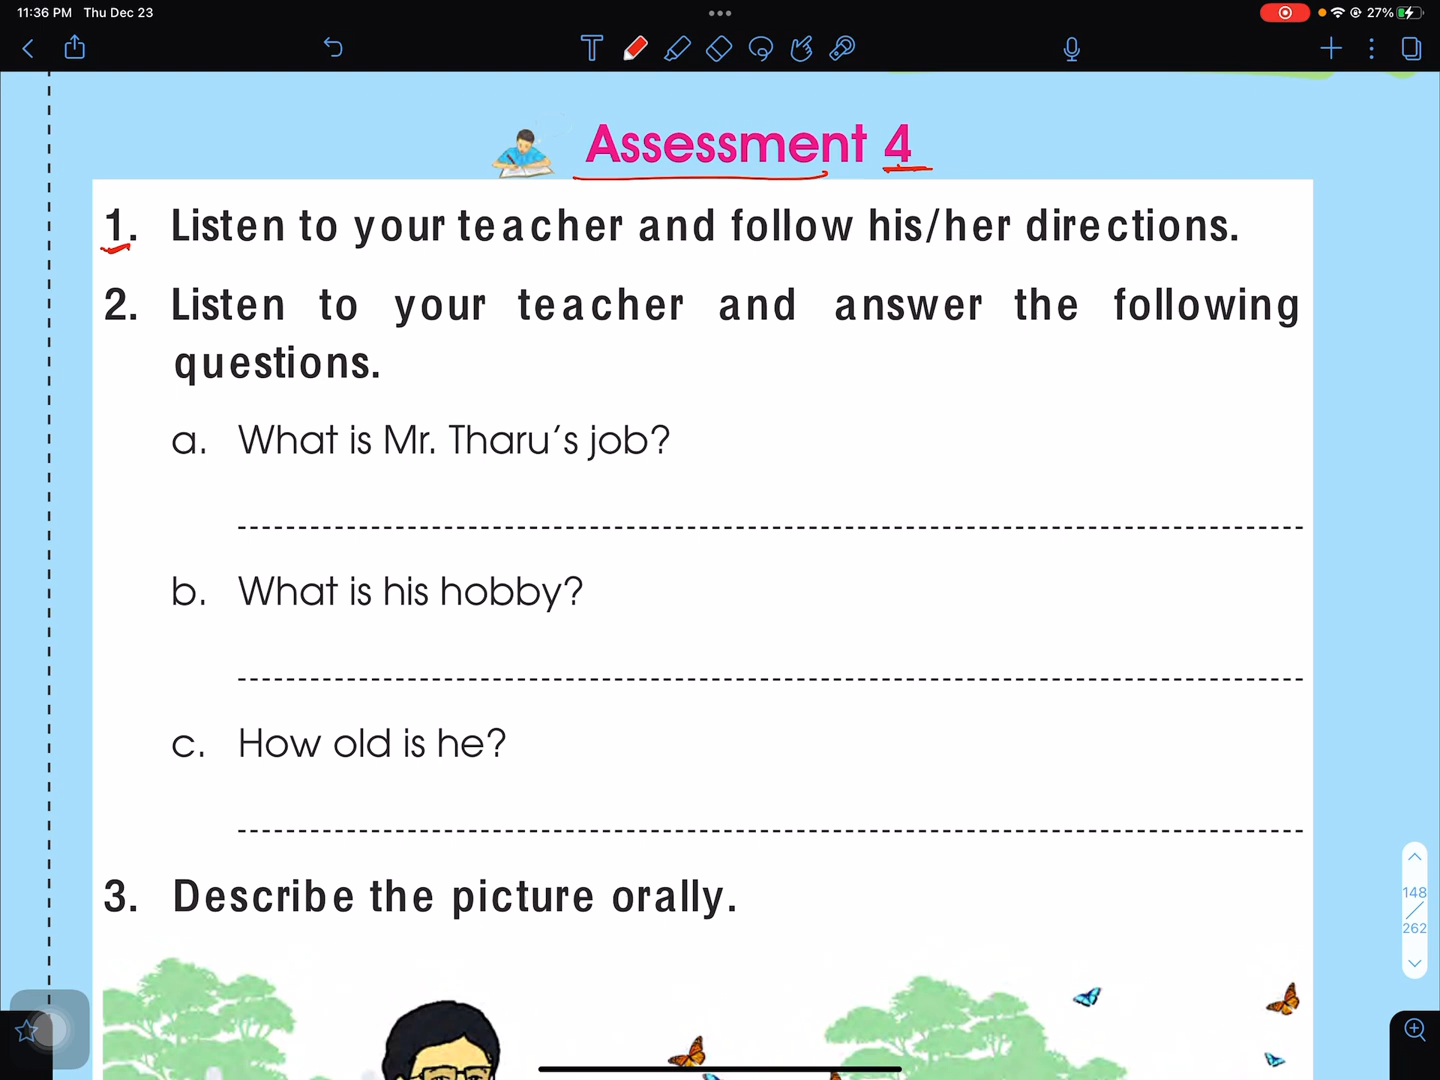 11:36 PM Thu Dec 23
27%
Assessment 4
1. Listen to your teacher and follow his/her directions.
2. Listen to your teacher and answer the following
questions.
a. What is Mr. Tharu's job?
b. What is his hobby?
c. How old is he?
3. Describe the picture orally.
148
262